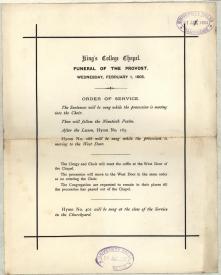 King's College Chapel.
FUNERAL OF THE PROVOST.
WEDNESDAY, FEBRUARY 1, 1905.
ORDER OF SERVICE.
The Sentences will be sung while the procession is moving
into the Choir.
Then will follow the Ninetieth Psalm.
After the Lesson, Hymn No. 165.
Hymn No. 288 will be sung while the procession is
moving to the West Door.
The Clergy and Choir will meet the coffin at the West Door of
the Chapel.
The procession will move to the West Door in the same order
as on entering the Choir.
The Congregation are requested to remain in their places till
the procession has passed out of the Chapel.
Hymn No. 401 will be sung at the close of the Service
in the Churchyard.